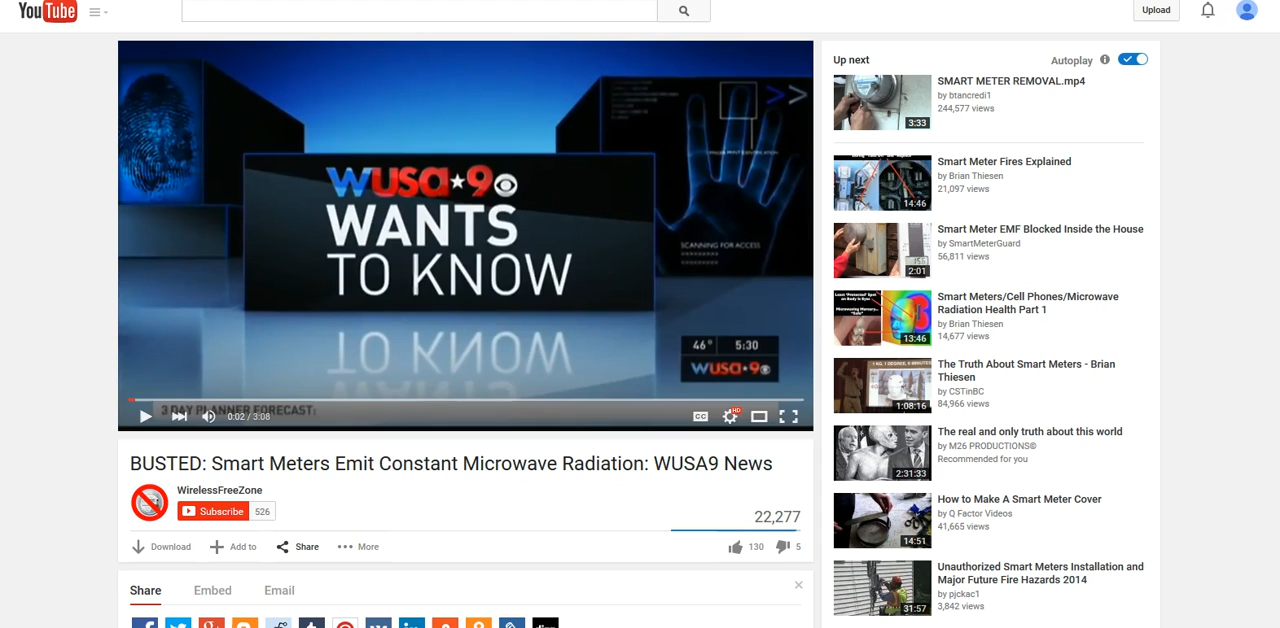 YouTube
Upload
WUSA★9
WANTS
TO KNOW
SCANNING FOR ACCESS
46° 5:30
WUSA★9
3 DAY PLANNER FORECAST:
0:02 / 3:08
CC
HD
BUSTED: Smart Meters Emit Constant Microwave Radiation: WUSA9 News
WirelessFreeZone
Subscribe 526
22,277
Download Add to Share More
130 5
Share Embed Email
Up next Autoplay
SMART METER REMOVAL.mp4
by btancredi1
244,577 views
3:33
Smart Meter Fires Explained
by Brian Thiesen
21,097 views
14:46
Smart Meter EMF Blocked Inside the House
by SmartMeterGuard
56,811 views
2:01
Smart Meters/Cell Phones/Microwave
Radiation Health Part 1
by Brian Thiesen
14,677 views
13:46
The Truth About Smart Meters - Brian
Thiesen
by CSTinBC
84,966 views
1:08:16
The real and only truth about this world
by M26 PRODUCTIONS©
Recommended for you
2:31:33
How to Make A Smart Meter Cover
by Q Factor Videos
41,665 views
14:51
Unauthorized Smart Meters Installation and
Major Future Fire Hazards 2014
by pjckac1
3,842 views
31:57